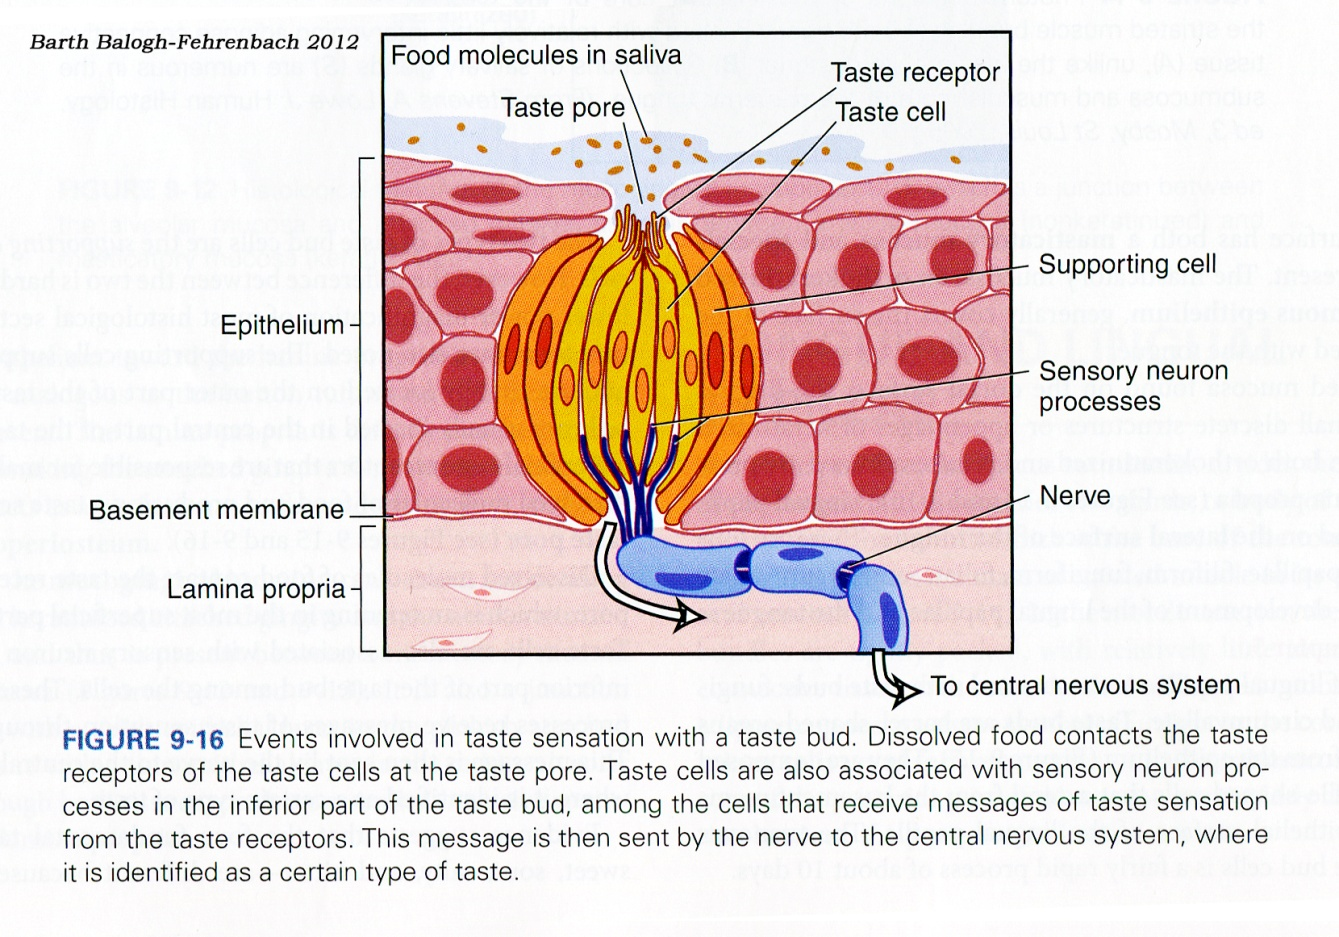 Barth Balogh-Fehrenbach 2012
Food molecules in saliva
Taste receptor
Taste pore
Taste cell
Supporting cell
Epithelium
Sensory neuron
processes
Nerve
Basement membrane
Lamina propria
To central nervous system
FIGURE 9-16 Events involved in taste sensation with a taste bud. Dissolved food contacts the taste
receptors of the taste cells at the taste pore. Taste cells are also associated with sensory neuron pro-
cesses in the inferior part of the taste bud, among the cells that receive messages of taste sensation
from the taste receptors. This message is then sent by the nerve to the central nervous system, where
it is identified as a certain type of taste.